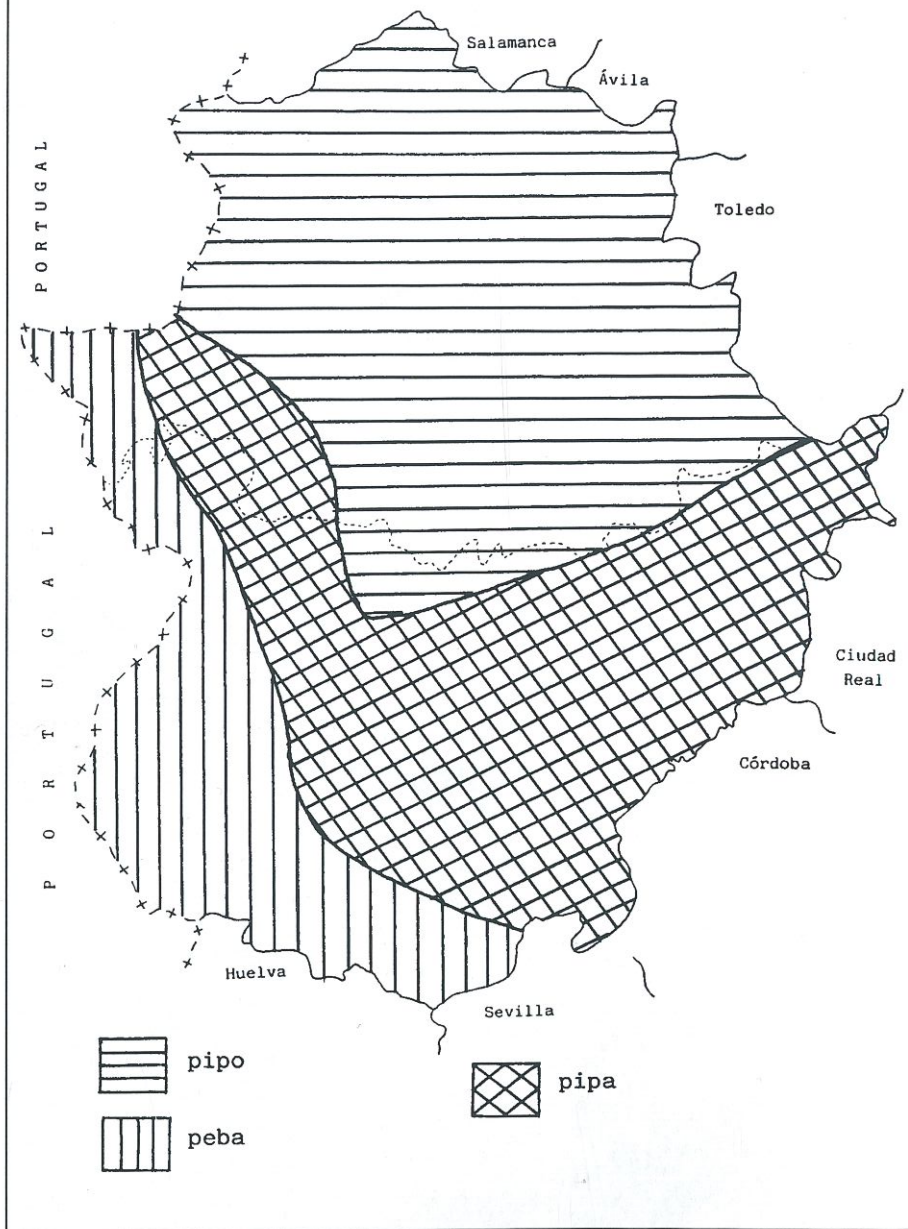 Salamanca
Ávila
PORTUGAL
Toledo
PORTUGAL
Ciudad
Real
Córdoba
Huelva
Sevilla
pipo
pipa
peba